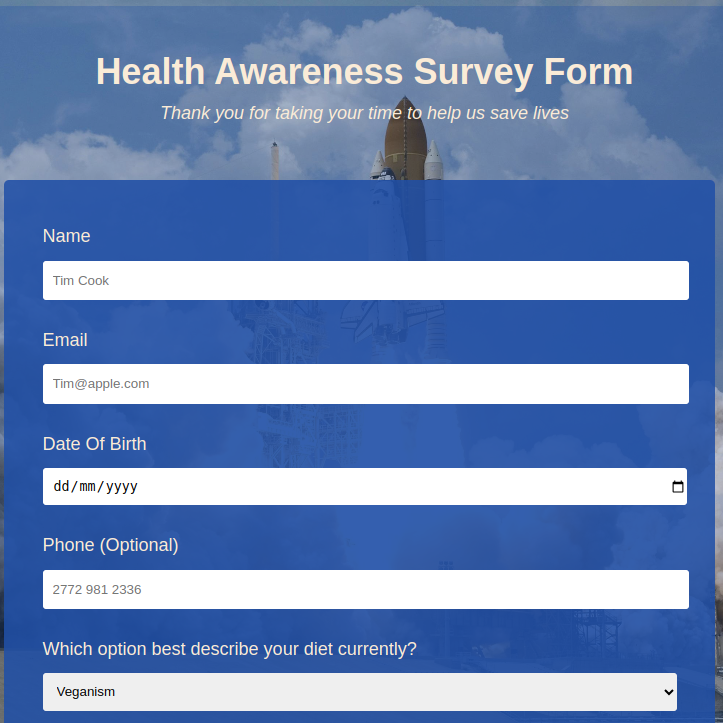 Health Awareness Survey Form
Thank you for taking your time to help us save lives
Name
Tim Cook
Email
Tim@apple.com
Date Of Birth
dd/mm/yyyy
Phone (Optional)
2772 981 2336
Which option best describe your diet currently?
Veganism